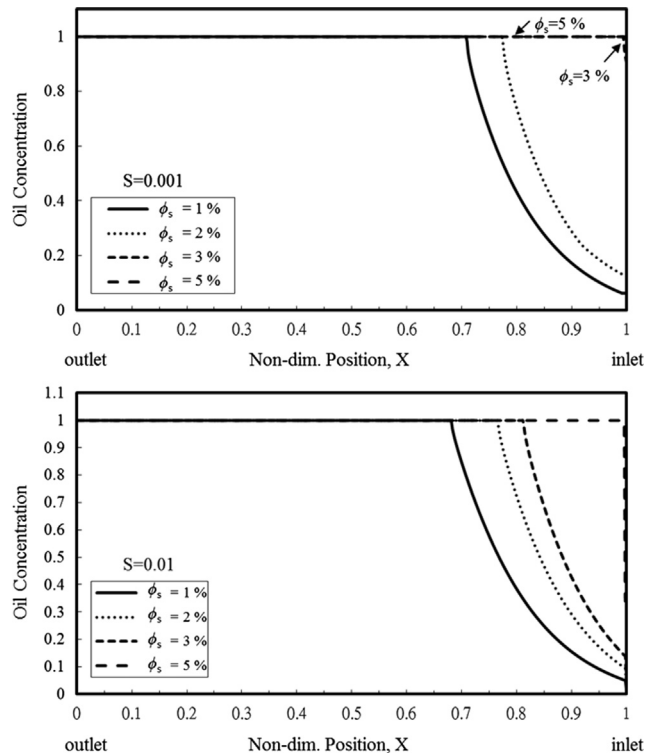 ϕs=5 %
ϕs=3 %
Oil Concentration
1
0.8
0.6
0.4
0.2
0
S=0.001
ϕs = 1 %
ϕs = 2 %
ϕs = 3 %
ϕs = 5 %
0 0.1 0.2 0.3 0.4 0.5 0.6 0.7 0.8 0.9 1
outlet Non-dim. Position, X inlet
Oil Concentration
1.1
1
0.9
0.8
0.7
0.6
0.5
0.4
0.3
0.2
0.1
0
S=0.01
ϕs = 1 %
ϕs = 2 %
ϕs = 3 %
ϕs = 5 %
0 0.1 0.2 0.3 0.4 0.5 0.6 0.7 0.8 0.9 1
outlet Non-dim. Position, X inlet